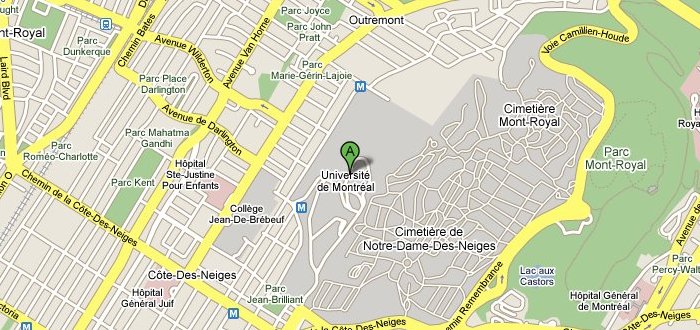 Parc Joyce
Outremont
Parc John
Pratt
Parc
Dunkerque
Mont-Royal
Chemin Bates
Avenue Wilderton
Avenue Van Horne
Parc
Marie-Gérin-Lajoie
M
Voie Camillien-Houde
Laird Blvd
Parc Place
Darlington
Avenue de Darlington
Cimetière
Mont-Royal
Parc Mahatma
Gandhi
A
Parc
Roméo-Charlotte
Hôpital
Ste-Justine
Pour Enfants
Université
de Montréal
Parc
Mont-Royal
Parc Kent
Collège
Jean-De-Brébeuf
M
Cimetière de
Notre-Dame-Des-Neiges
Chemin de la Côte-Des-Neiges
Côte-Des-Neiges
Lac aux
Castors
Parc
Percy-Walt
Hôpital
Général Juif
Parc
Jean-Brilliant
M
Hôpital
Général de
Montréal
Chemin Remembrance
de la Côte-Des-Neiges